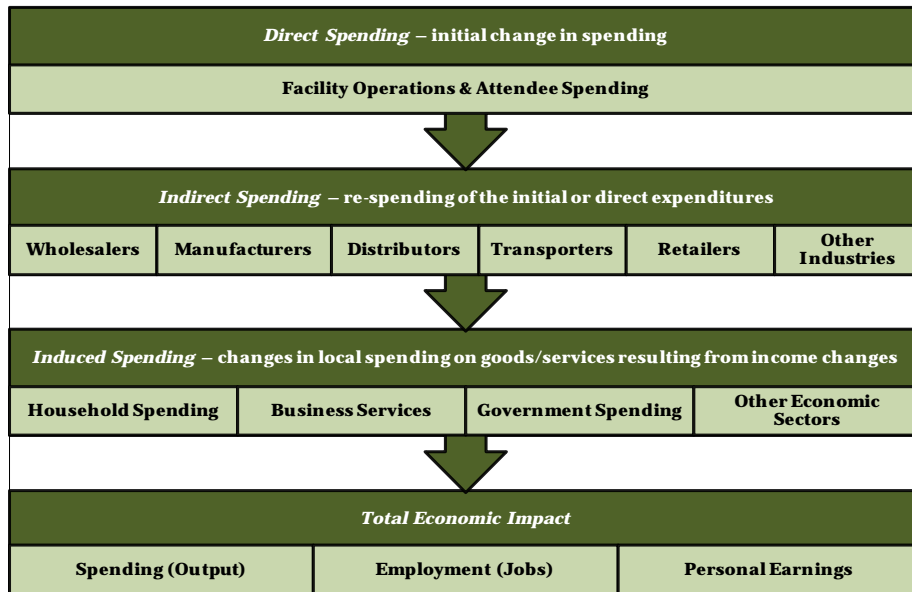 Direct Spending – initial change in spending
Facility Operations & Attendee Spending
Indirect Spending – re-spending of the initial or direct expenditures
Wholesalers
Manufacturers
Distributors
Transporters
Retailers
Other
Industries
Induced Spending – changes in local spending on goods/services resulting from income changes
Household Spending
Business Services
Government Spending
Other Economic
Sectors
Total Economic Impact
Spending (Output)
Employment (Jobs)
Personal Earnings